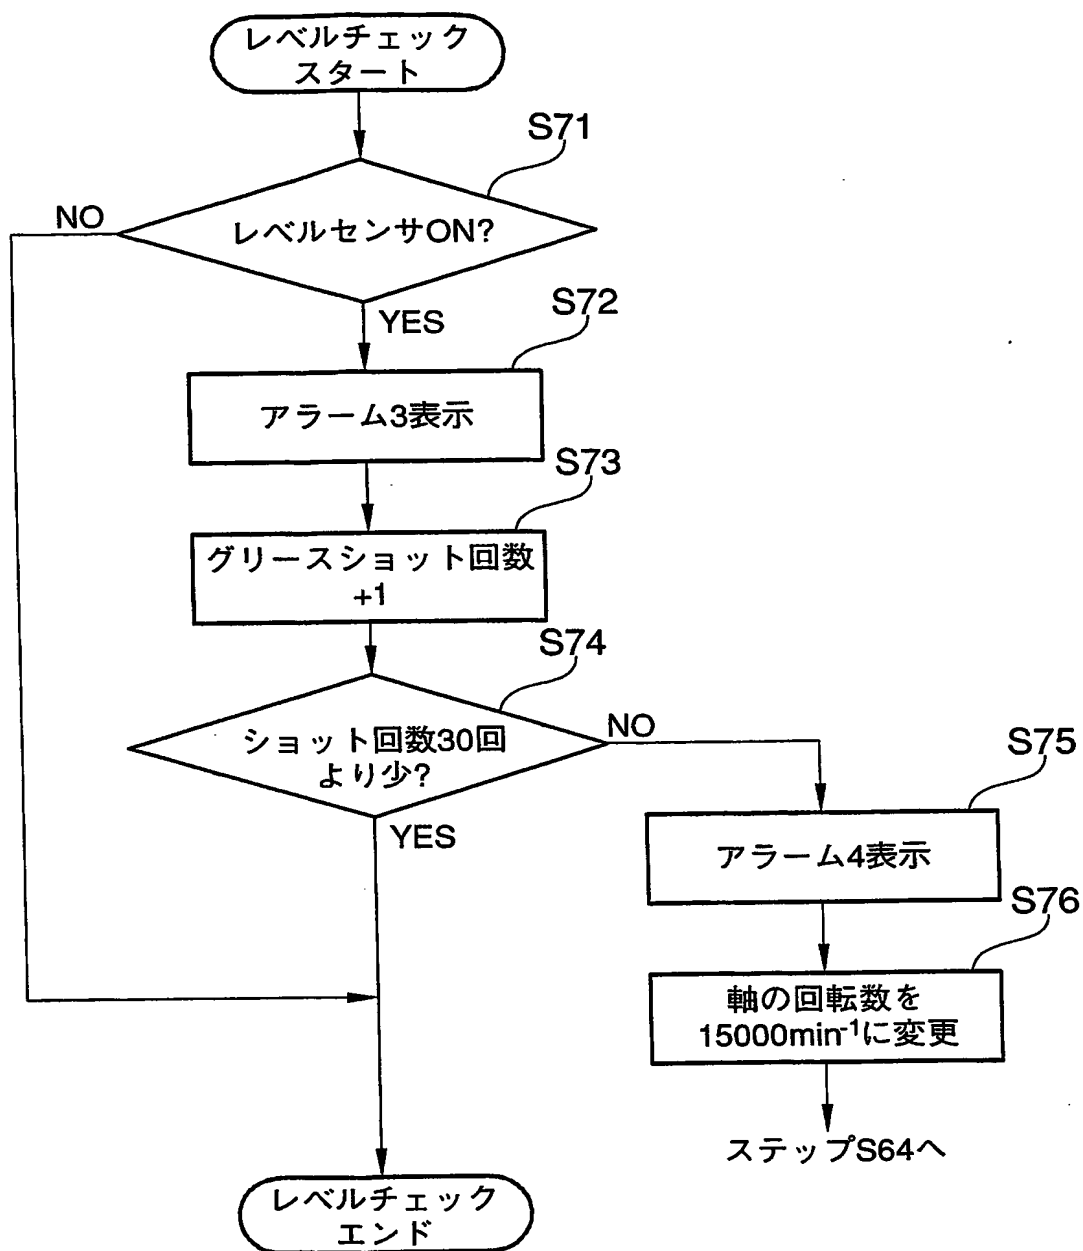 レベルチェック
スタート
S71
NO
レベルセンサON?
YES
S72
アラーム3表示
S73
グリースショット回数
+1
S74
ショット回数30回
より少?
NO
YES
S75
アラーム4表示
S76
軸の回転数を
15000min⁻¹に変更
ステップS64へ
レベルチェック
エンド